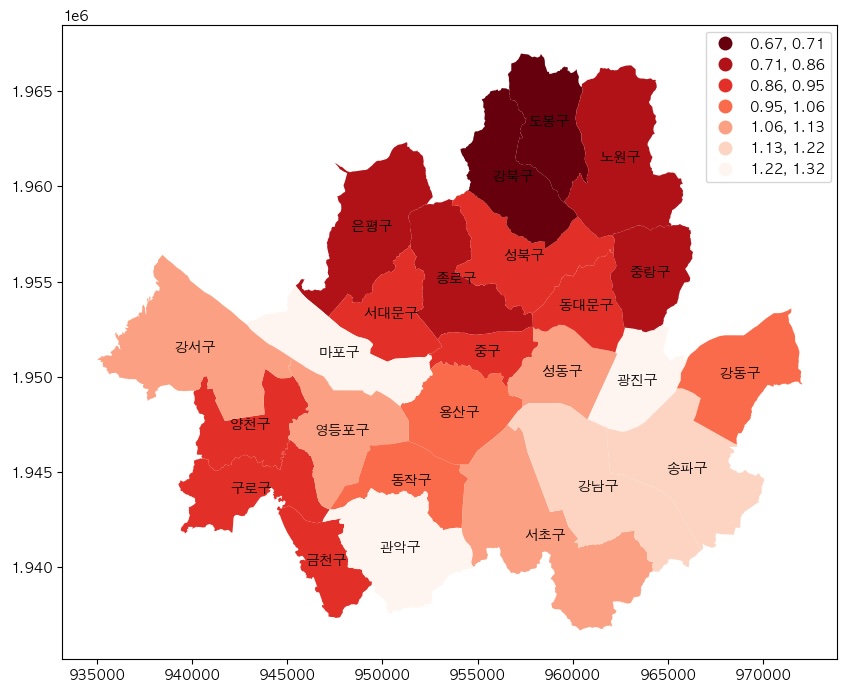 1e6
0.67, 0.71
0.71, 0.86
0.86, 0.95
0.95, 1.06
1.06, 1.13
1.13, 1.22
1.22, 1.32
1.965
1.960
1.955
1.950
1.945
1.940
도봉구
노원구
강북구
은평구
성북구
종로구
중랑구
서대문구
동대문구
강서구
마포구
중구
성동구
광진구
강동구
양천구
영등포구
용산구
구로구
동작구
송파구
강남구
금천구
관악구
서초구
935000 940000 945000 950000 955000 960000 965000 970000